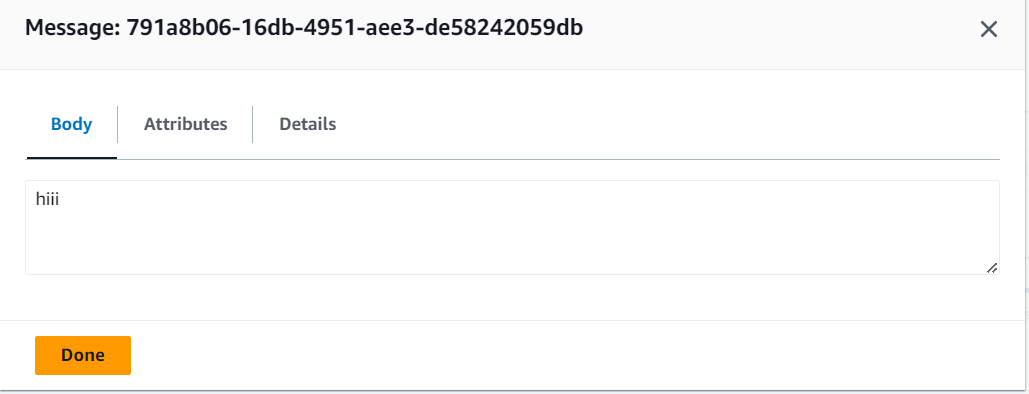 Message: 791a8b06-16db-4951-aee3-de58242059db
Body
Attributes
Details
hiii
Done